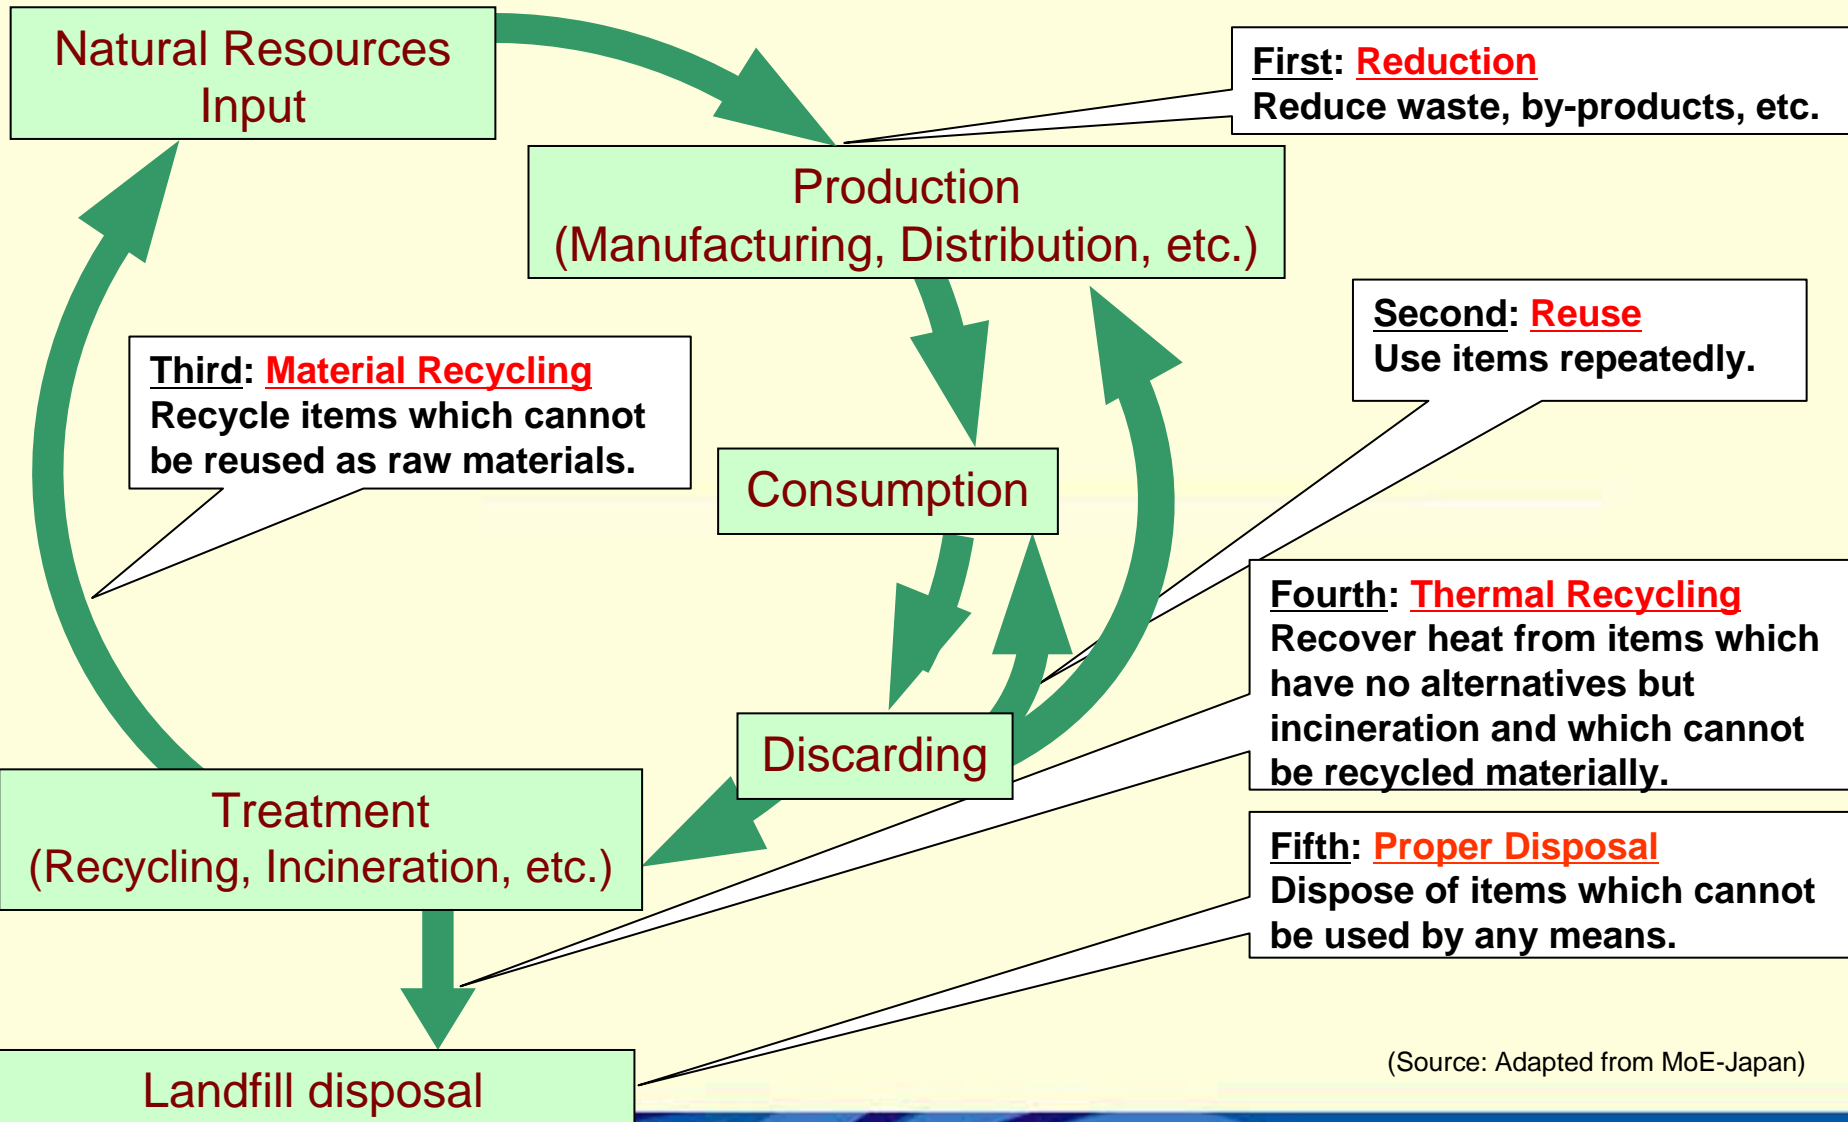 Natural Resources
Input
First: Reduction
Reduce waste, by-products, etc.
Production
(Manufacturing, Distribution, etc.)
Second: Reuse
Use items repeatedly.
Third: Material Recycling
Recycle items which cannot
be reused as raw materials.
Consumption
Fourth: Thermal Recycling
Recover heat from items which
have no alternatives but
incineration and which cannot
be recycled materially.
Discarding
Treatment
(Recycling, Incineration, etc.)
Fifth: Proper Disposal
Dispose of items which cannot
be used by any means.
(Source: Adapted from MoE-Japan)
Landfill disposal